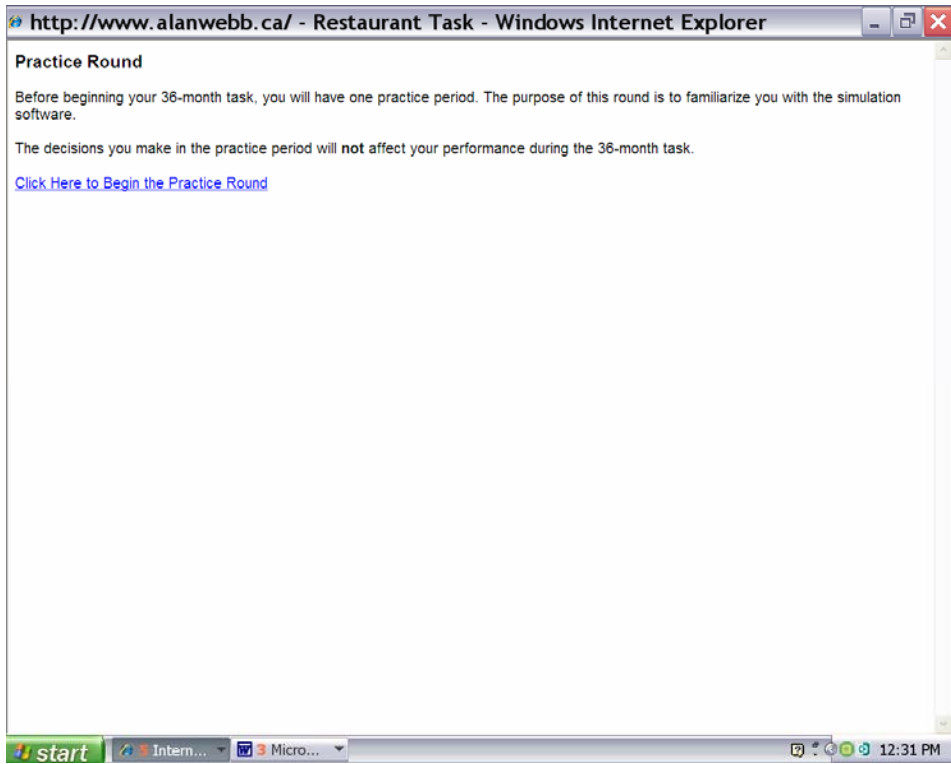 http://www.alanwebb.ca/ - Restaurant Task - Windows Internet Explorer
Practice Round
Before beginning your 36-month task, you will have one practice period. The purpose of this round is to familiarize you with the simulation
software.
The decisions you make in the practice period will not affect your performance during the 36-month task.
Click Here to Begin the Practice Round
start 5 Intern... 3 Micro... 12:31 PM